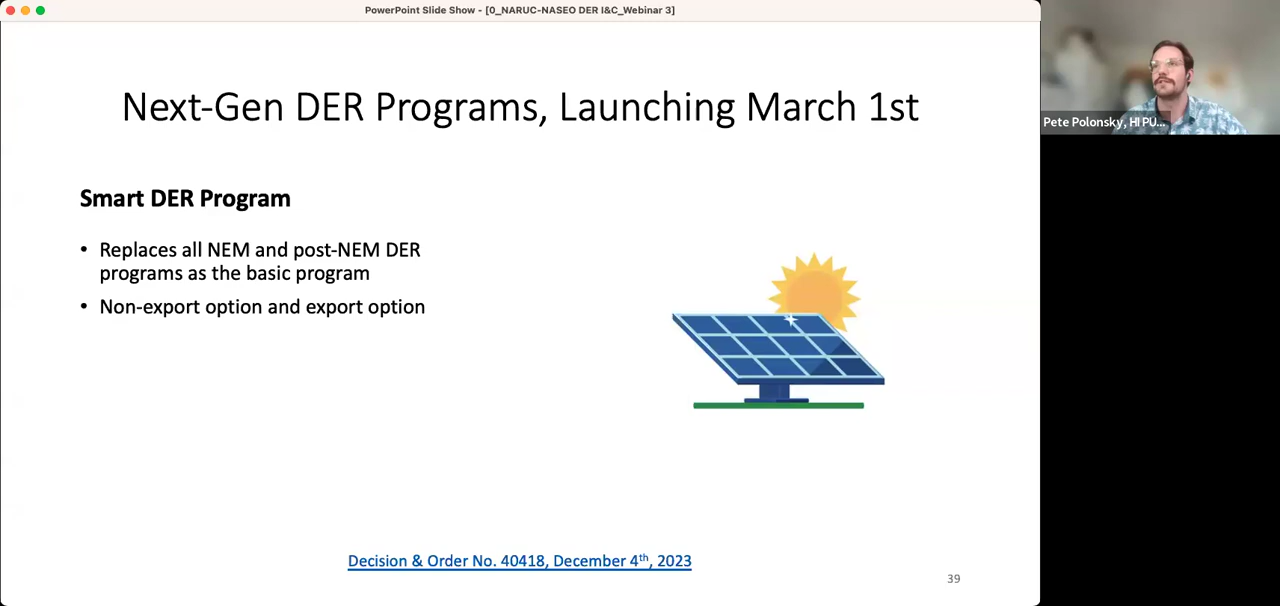 PowerPoint Slide Show - [0_NARUC-NASEO DER I&C_Webinar 3]
Next-Gen DER Programs, Launching March 1st
Smart DER Program
• Replaces all NEM and post-NEM DER
programs as the basic program
• Non-export option and export option
Decision & Order No. 40418, December 4th, 2023
39
Pete Polonsky, HI PU...